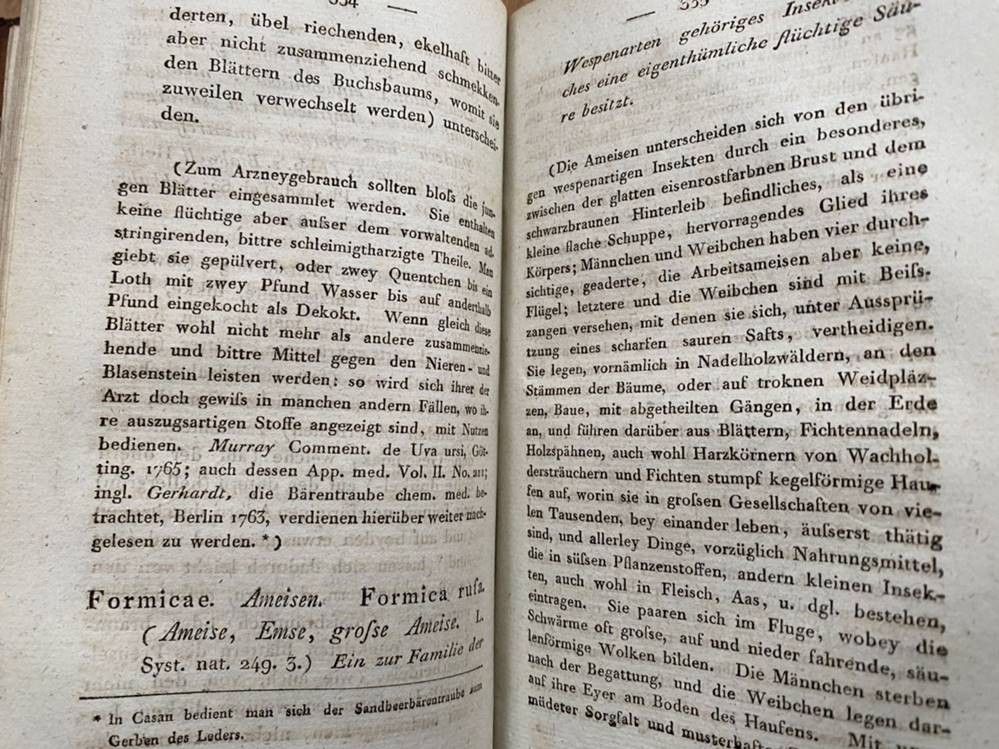 334
derten, übel riechenden, ekelhaft bitter
aber nicht zusammenziehend schmekken-
den Blättern des Buchsbaums, womit sie
zuweilen verwechselt werden) unterschei-
den.
(Zum Arzneygebrauch sollten bloſs die jun-
gen Blätter eingesammlet werden. Sie enthalten
keine flüchtige aber auſser dem vorwaltenden ad-
stringirenden, bittre schleimigtharzigte Theile. Man
giebt sie gepülvert, oder zwey Quentchen bis ein
Loth mit zwey Pfund Wasser bis auf anderthalb
Pfund eingekocht als Dekokt. Wenn gleich diese
Blätter wohl nicht mehr als andere zusammenzie-
hende und bittre Mittel gegen den Nieren- und
Blasenstein leisten werden; so wird sich ihrer der
Arzt doch gewiſs in manchen andern Fällen, wo ih-
re auszugsartigen Stoffe angezeigt sind, mit Nutzen
bedienen. Murray Comment. de Uva ursi, Göt-
ting. 1765; auch dessen App. med. Vol. II. No. 211;
ingl. Gerhardt, die Bärentraube chem. med. be-
trachtet, Berlin 1763, verdienen hierüber weiter nach-
gelesen zu werden. *)
Formicae. Ameisen. Formica rufa.
(Ameise, Emse, groſse Ameise. L.
Syst. nat. 249. 3.) Ein zur Familie der
* In Casan bedient man sich der Sandbeerbärentraube zum
Gerben des Leders.
335
Wespenarten gehöriges Insekt,
ches eine eigenthümliche flüchtige Säu-
re besitzt.
(Die Ameisen unterscheiden sich von den übri-
gen wespenartigen Insekten durch ein besonderes,
zwischen der glatten eisenrostfarbnen Brust und dem
schwarzbraunen Hinterleib befindliches, als eine
kleine flache Schuppe, hervorragendes Glied ihres
Körpers; Männchen und Weibchen haben vier durch-
sichtige, geaderte, die Arbeitsameisen aber keine,
Flügel; letztere und die Weibchen sind mit Beiſs-
zangen versehen, mit denen sie sich, unter Aussprü-
tzung eines scharfen sauren Safts, vertheidigen.
Sie legen, vornämlich in Nadelholzwäldern, an den
Stämmen der Bäume, oder auf troknen Weidpläz-
zen, Baue, mit abgetheilten Gängen, in der Erde
an, und führen darüber aus Blättern, Fichtennadeln,
Holzspähnen, auch wohl Harzkörnern von Wachhol-
dersträuchern und Fichten stumpf kegelförmige Hau-
fen auf, worin sie in groſsen Gesellschaften von vie-
len Tausenden, bey einander leben, äuſserst thätig
sind, und allerley Dinge, vorzüglich Nahrungsmittel,
die in süſsen Pflanzenstoffen, andern kleinen Insek-
ten, auch wohl in Fleisch, Aas, u. dgl. bestehen,
eintragen. Sie paaren sich im Fluge, wobey die
Schwärme oft groſse, auf und nieder fahrende, säu-
lenförmige Wolken bilden. Die Männchen sterben
nach der Begattung, und die Weibchen legen dar-
auf ihre Eyer am Boden des Haufens. Mit
müdeter Sorgfalt und